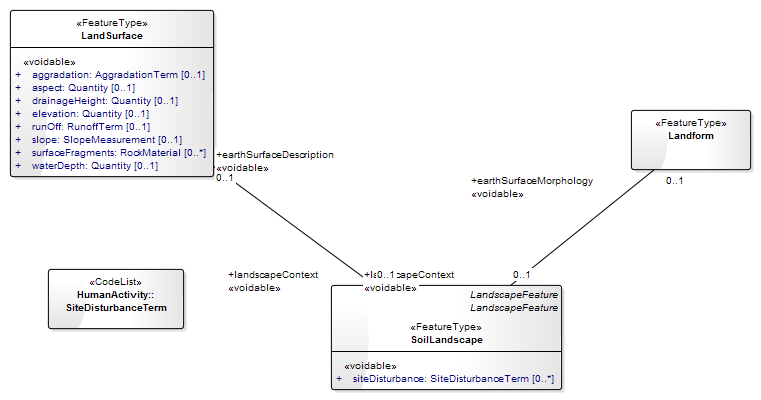 «FeatureType»
LandSurface
«voidable»
+ aggradation: AggradationTerm [0..1]
+ aspect: Quantity [0..1]
+ drainageHeight: Quantity [0..1]
+ elevation: Quantity [0..1]
+ runOff: RunoffTerm [0..1]
+ slope: SlopeMeasurement [0..1]
+ surfaceFragments: RockMaterial [0..*]
+ waterDepth: Quantity [0..1]
+earthSurfaceDescription
«voidable»
0..1
«FeatureType»
Landform
+earthSurfaceMorphology
«voidable»
0..1
«CodeList»
HumanActivity::
SiteDisturbanceTerm
+landscapeContext
«voidable»
0..1
«voidable»
0..1
LandscapeFeature
LandscapeFeature
«FeatureType»
SoilLandscape
«voidable»
+ siteDisturbance: SiteDisturbanceTerm [0..*]